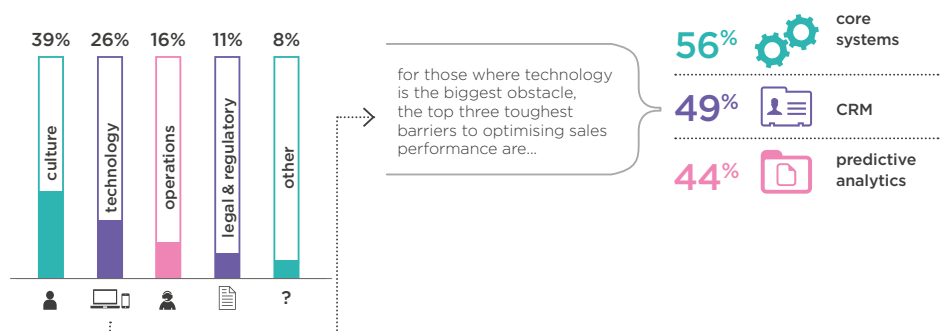 39% 26% 16% 11% 8%
culture
technology
operations
legal & regulatory
other
?
for those where technology
is the biggest obstacle,
the top three toughest
barriers to optimising sales
performance are...
56%
core
systems
49%
CRM
44%
predictive
analytics